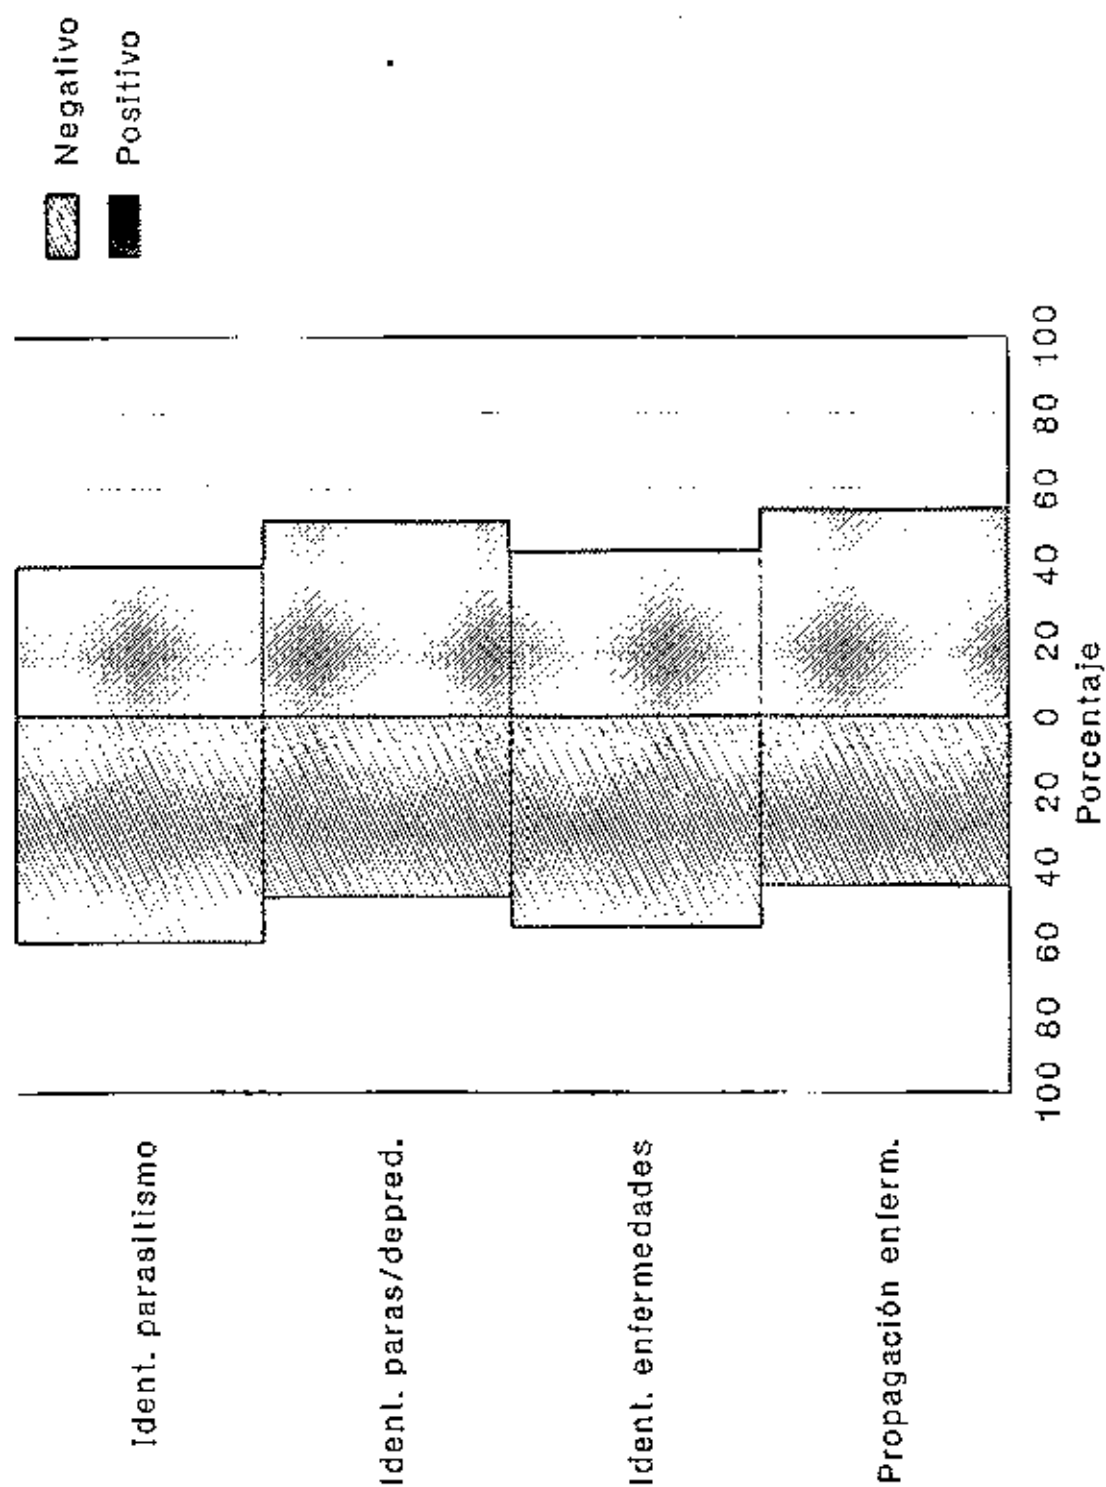 Negativo
Positivo
Ident. parasitismo
Ident. paras/depred.
Ident. enfermedades
Propagación enferm.
100 80 60 40 20 0 20 40 60 80 100
Porcentaje